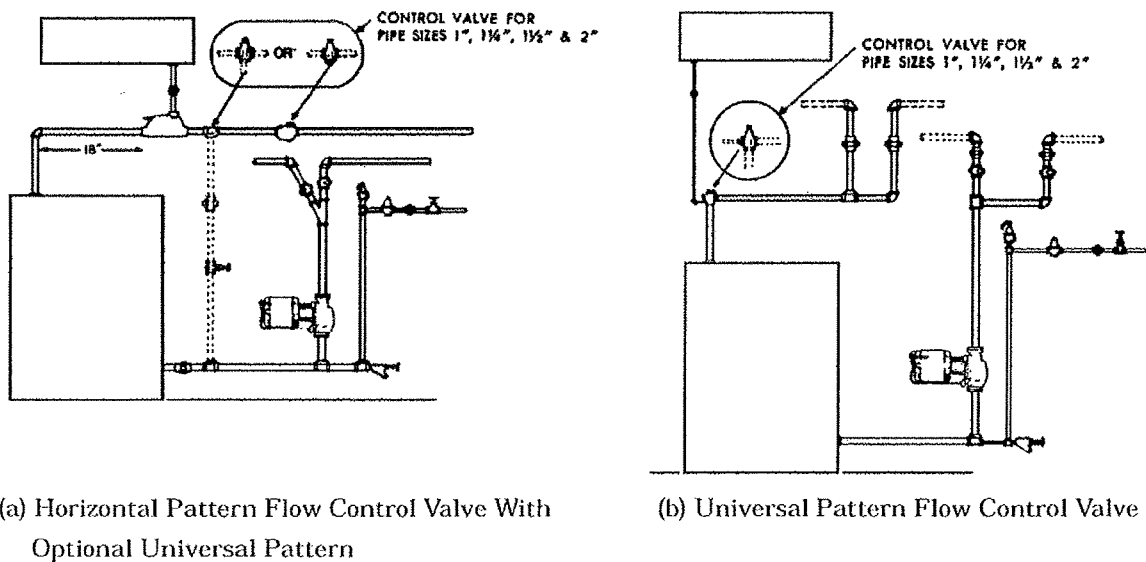 CONTROL VALVE FOR
PIPE SIZES 1", 1¼", 1½" & 2"
OR
18"
CONTROL VALVE FOR
PIPE SIZES 1", 1¼", 1½" & 2"
(a) Horizontal Pattern Flow Control Valve With
Optional Universal Pattern
(b) Universal Pattern Flow Control Valve